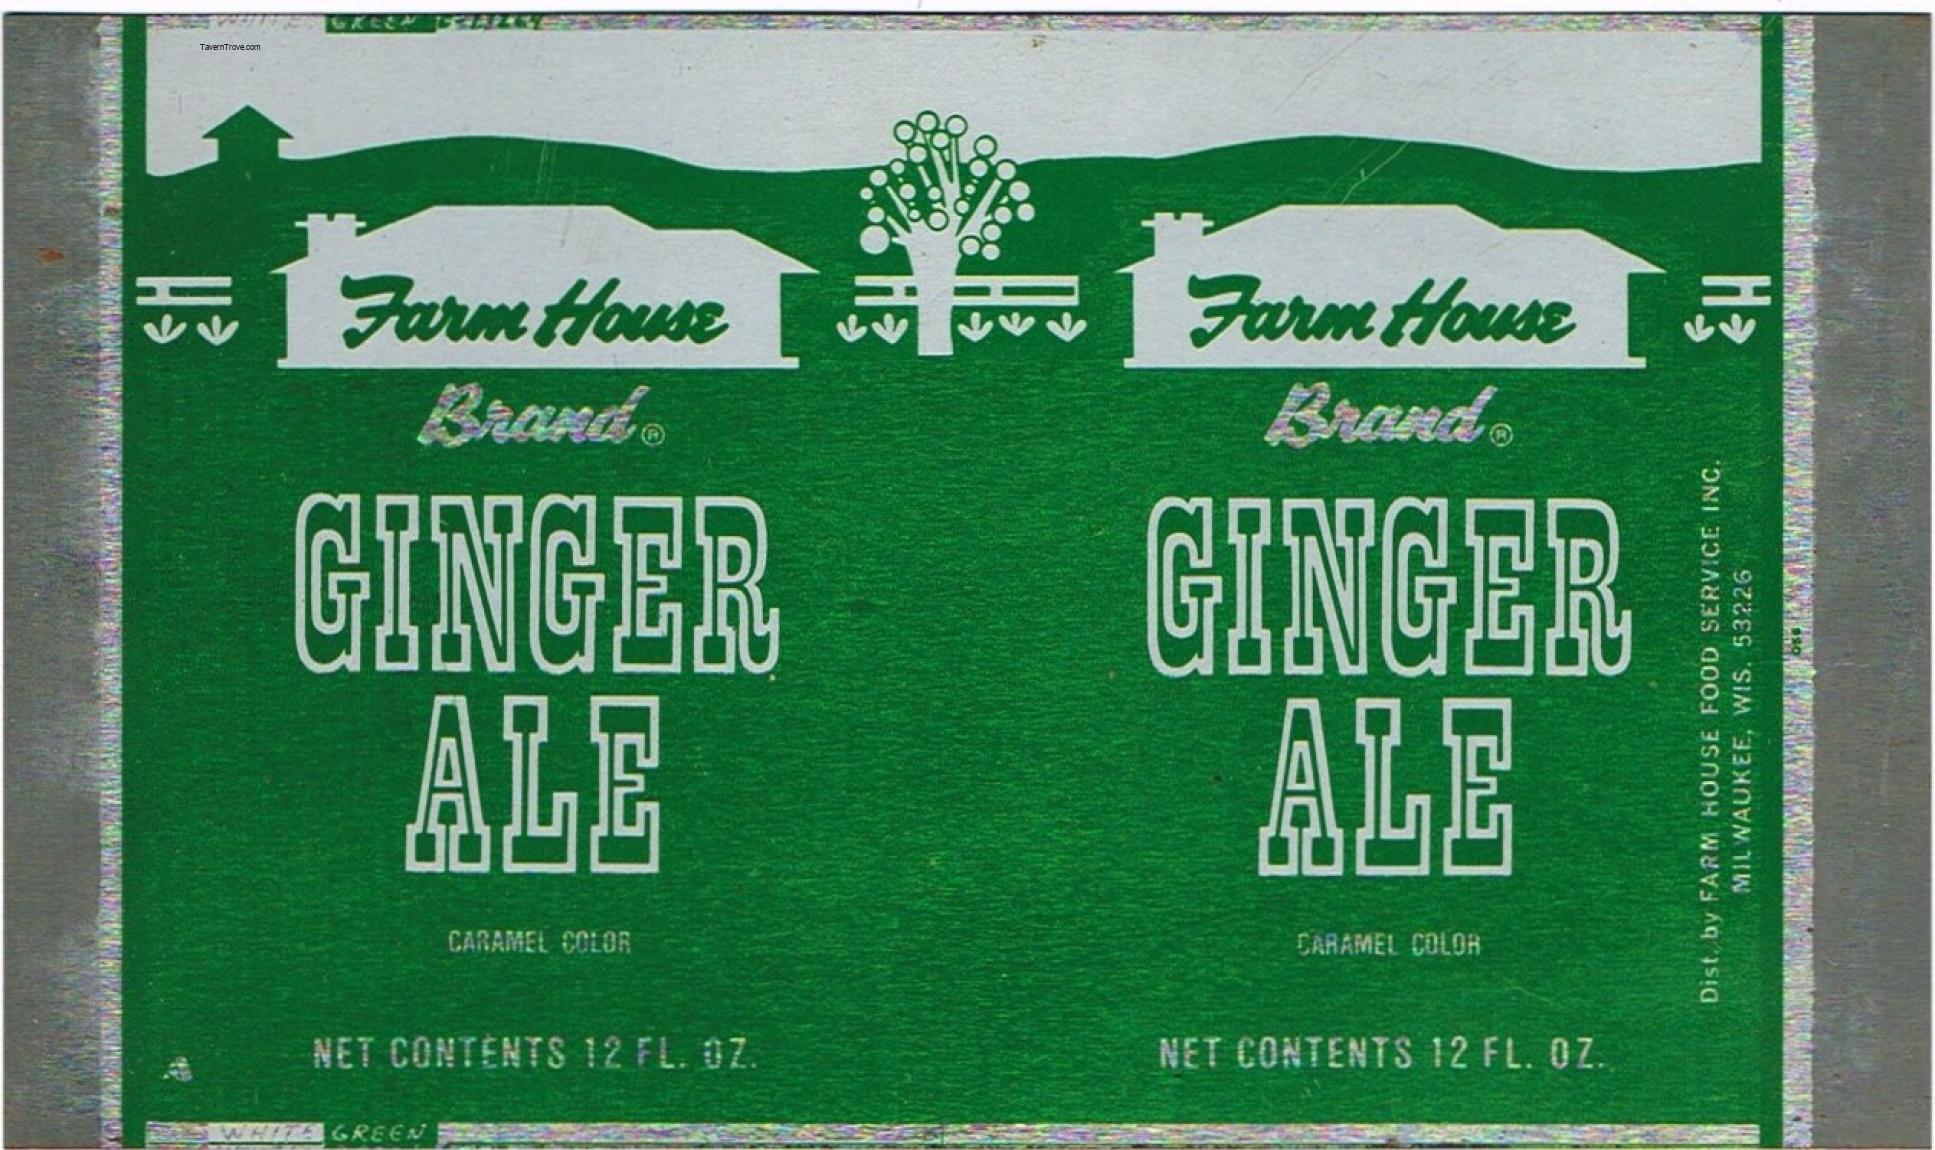 WHITE GREEN
TavernTrove.com
Farm House
Brand®
GINGER
ALE
CARAMEL COLOR
NET CONTENTS 12 FL. OZ.
Farm House
Brand®
GINGER
ALE
CARAMEL COLOR
NET CONTENTS 12 FL. OZ.
Dist. by FARM HOUSE FOOD SERVICE INC.
MILWAUKEE, WIS. 53226
WHITE GREEN